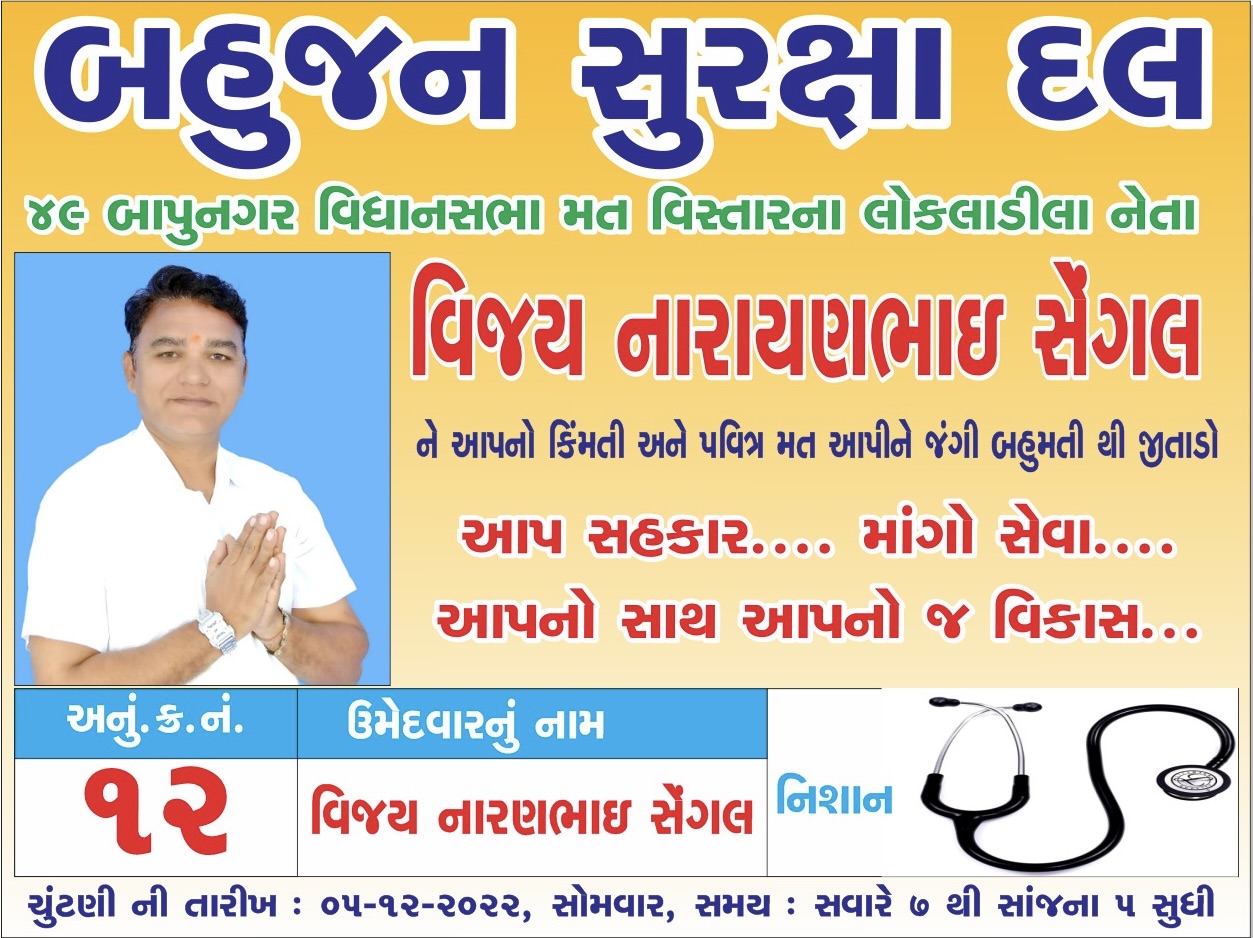 બહુજન સુરક્ષા દલ
૪૯ બાપુનગર વિધાનસભા મત વિસ્તારના લોકલાડીલા નેતા
વિજય નારાયણભાઇ સેંગલ
ને આપનો કિંમતી અને પવિત્ર મત આપીને જંગી બહુમતી થી જીતાડો
આપ સહકાર.... માંગો સેવા....
આપનો સાથ આપનો જ વિકાસ...
અનું.ક્ર.નં.
ઉમેદવારનું નામ
૧૨
વિજય નારણભાઇ સેંગલ
નિશાન
ચુંટણી ની તારીખ : ૦૫-૧૨-૨૦૨૨, સોમવાર, સમય : સવારે ૭ થી સાંજના ૫ સુધી